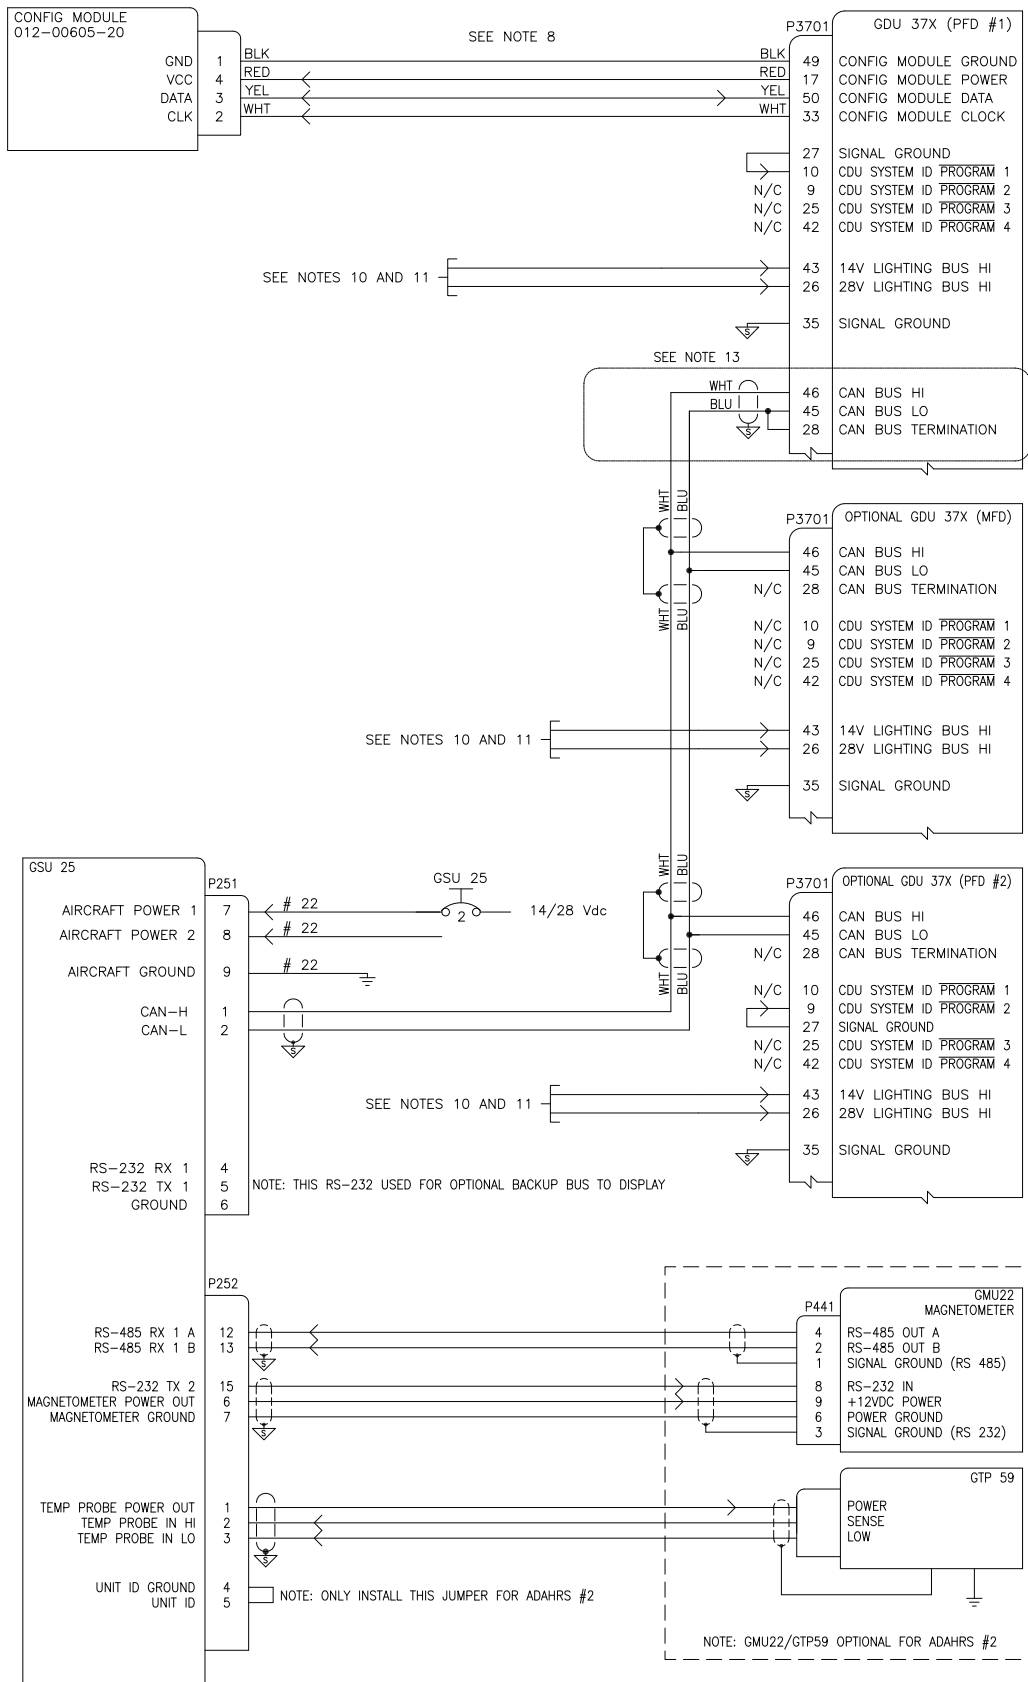 CONFIG MODULE
012-00605-20
GND 1 BLK
VCC 4 RED
DATA 3 YEL
CLK 2 WHT
SEE NOTE 8
P3701
GDU 37X (PFD #1)
BLK 49 CONFIG MODULE GROUND
RED 17 CONFIG MODULE POWER
YEL 50 CONFIG MODULE DATA
WHT 33 CONFIG MODULE CLOCK
27 SIGNAL GROUND
10 CDU SYSTEM ID PROGRAM 1
N/C 9 CDU SYSTEM ID PROGRAM 2
N/C 25 CDU SYSTEM ID PROGRAM 3
N/C 42 CDU SYSTEM ID PROGRAM 4
SEE NOTES 10 AND 11
43 14V LIGHTING BUS HI
26 28V LIGHTING BUS HI
S 35 SIGNAL GROUND
SEE NOTE 13
WHT 46 CAN BUS HI
BLU 45 CAN BUS LO
S 28 CAN BUS TERMINATION
WHT BLU
P3701
OPTIONAL GDU 37X (MFD)
46 CAN BUS HI
45 CAN BUS LO
N/C 28 CAN BUS TERMINATION
WHT BLU
N/C 10 CDU SYSTEM ID PROGRAM 1
N/C 9 CDU SYSTEM ID PROGRAM 2
N/C 25 CDU SYSTEM ID PROGRAM 3
N/C 42 CDU SYSTEM ID PROGRAM 4
SEE NOTES 10 AND 11
43 14V LIGHTING BUS HI
26 28V LIGHTING BUS HI
S 35 SIGNAL GROUND
WHT BLU
P3701
OPTIONAL GDU 37X (PFD #2)
46 CAN BUS HI
45 CAN BUS LO
N/C 28 CAN BUS TERMINATION
WHT BLU
N/C 10 CDU SYSTEM ID PROGRAM 1
9 CDU SYSTEM ID PROGRAM 2
27 SIGNAL GROUND
N/C 25 CDU SYSTEM ID PROGRAM 3
N/C 42 CDU SYSTEM ID PROGRAM 4
SEE NOTES 10 AND 11
43 14V LIGHTING BUS HI
26 28V LIGHTING BUS HI
S 35 SIGNAL GROUND
GSU 25
P251
GSU 25
AIRCRAFT POWER 1 7 # 22 2 14/28 Vdc
AIRCRAFT POWER 2 8 # 22
AIRCRAFT GROUND 9 # 22
CAN-H 1
CAN-L 2
S
RS-232 RX 1 4
RS-232 TX 1 5 NOTE: THIS RS-232 USED FOR OPTIONAL BACKUP BUS TO DISPLAY
GROUND 6
P252
RS-485 RX 1 A 12
RS-485 RX 1 B 13
S
RS-232 TX 2 15
MAGNETOMETER POWER OUT 6
MAGNETOMETER GROUND 7
S
TEMP PROBE POWER OUT 1
TEMP PROBE IN HI 2
TEMP PROBE IN LO 3
S
UNIT ID GROUND 4
UNIT ID 5
NOTE: ONLY INSTALL THIS JUMPER FOR ADAHRS #2
GMU22
MAGNETOMETER
P441
4 RS-485 OUT A
2 RS-485 OUT B
1 SIGNAL GROUND (RS 485)
8 RS-232 IN
9 +12VDC POWER
6 POWER GROUND
3 SIGNAL GROUND (RS 232)
GTP 59
POWER
SENSE
LOW
NOTE: GMU22/GTP59 OPTIONAL FOR ADAHRS #2